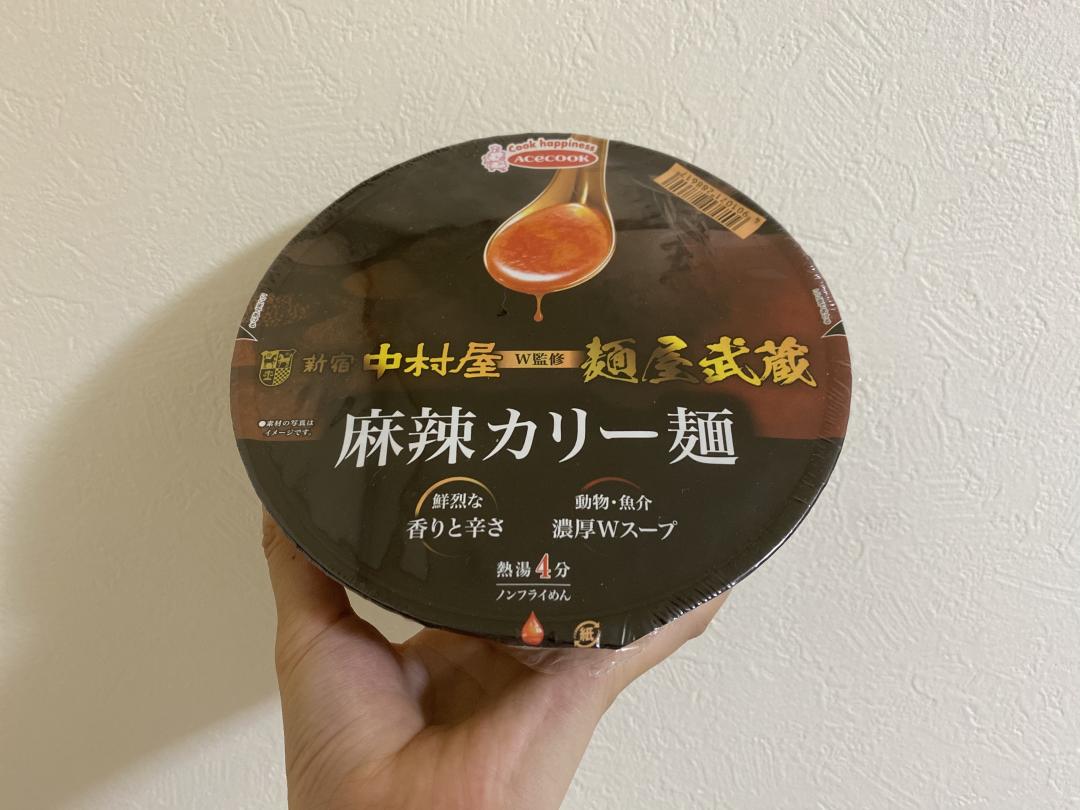 Cook happiness
ACECOOK
4 901071 268617
新宿 中村屋 W監修 麺屋武蔵
●素材の写真は
イメージです。
麻辣カリー麺
鮮烈な
香りと辛さ
動物・魚介
濃厚Wスープ
熱湯4分
ノンフライめん
紙